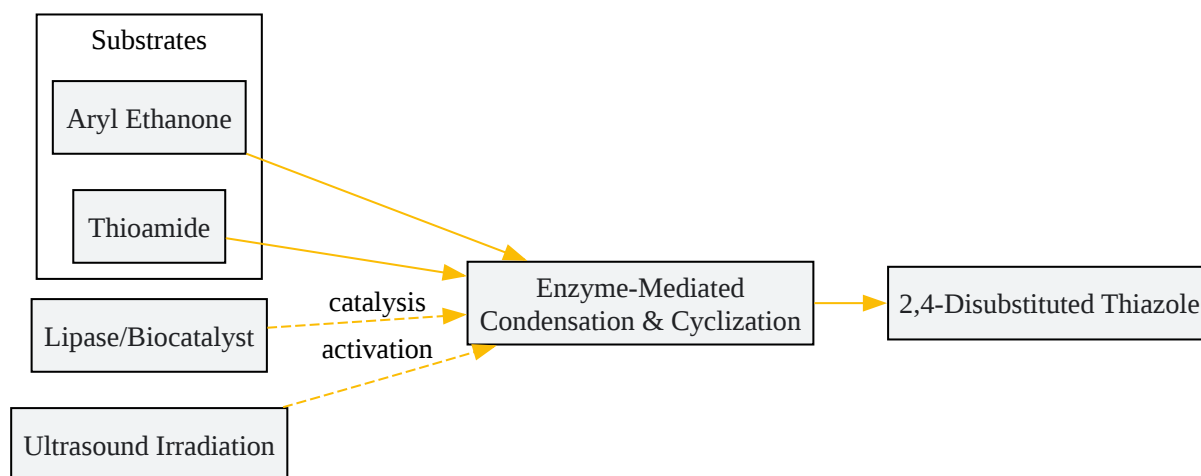 Substrates
Aryl Ethanone
Thioamide
Lipase/Biocatalyst
Ultrasound Irradiation
catalysis
activation
Enzyme-Mediated
Condensation & Cyclization
2,4-Disubstituted Thiazole